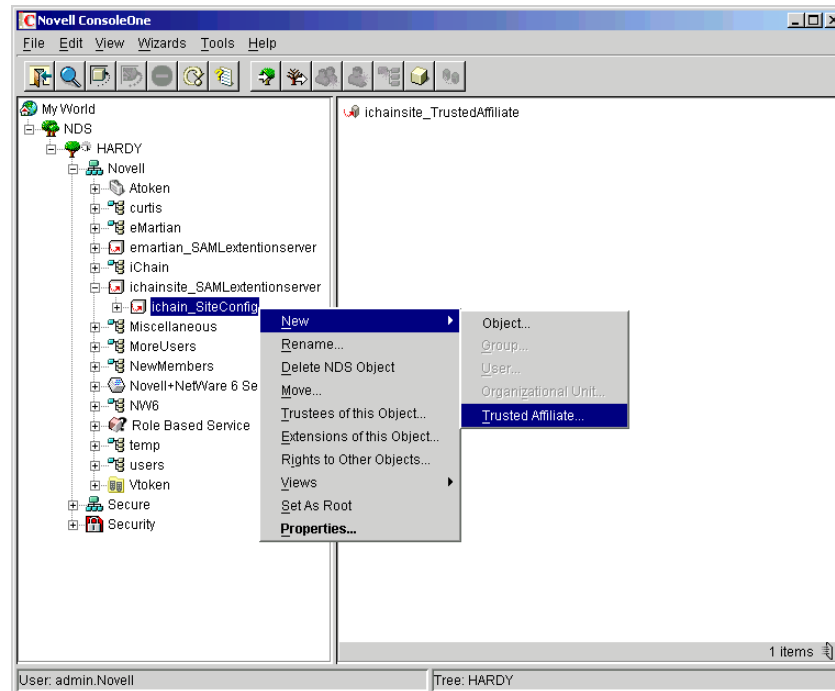 Novell ConsoleOne
File Edit View Wizards Tools Help
My World
NDS
HARDY
Novell
Atoken
curtis
eMartian
emartian_SAMLextentionserver
iChain
ichainsite_SAMLextentionserver
ichain_SiteConfig
Miscellaneous
MoreUsers
NewMembers
Novell+NetWare 6 Se
NW6
Role Based Service
temp
users
Vtoken
Secure
Security
ichainsite_TrustedAffiliate
New
Rename...
Delete NDS Object
Move...
Trustees of this Object...
Extensions of this Object...
Rights to Other Objects...
Views
Set As Root
Properties...
Object...
Group...
User...
Organizational Unit...
Trusted Affiliate...
1 items
User: admin.Novell
Tree: HARDY